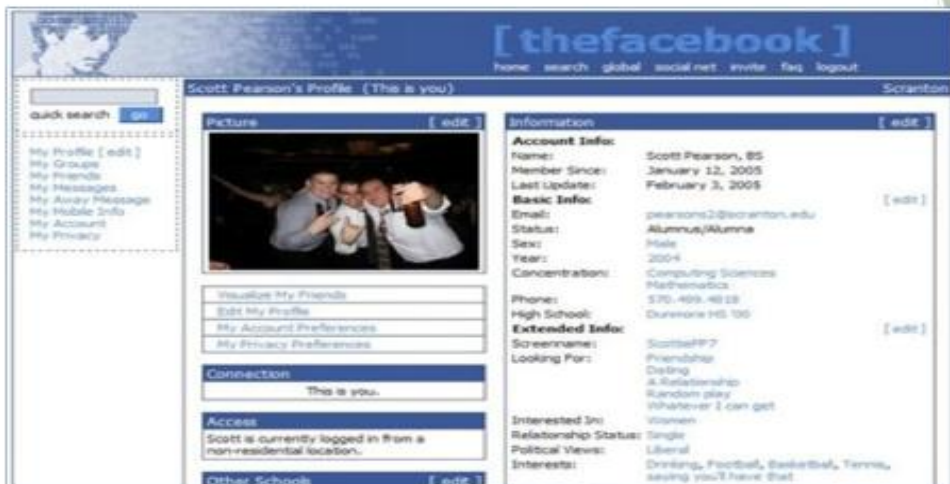 [thefacebook]
home search global social net invite faq logout
quick search go
My Profile [ edit ]
My Groups
My Friends
My Messages
My Away Message
My Mobile Info
My Account
My Privacy
Scott Pearson's Profile (This is you) Scranton
Picture [ edit ]
Visualize My Friends
Edit My Profile
My Account Preferences
My Privacy Preferences
Connection
This is you.
Access
Scott is currently logged in from a
non-residential location.
Other Schools [ edit ]
Information [ edit ]
Account Info:
Name: Scott Pearson, BS
Member Since: January 12, 2005
Last Update: February 3, 2005
Basic Info: [ edit ]
Email: pearsons2@scranton.edu
Status: Alumnus/Alumna
Sex: Male
Year: 2004
Concentration: Computing Sciences
Mathematics
Phone: 570.499.4818
High School: Dunmore HS '00
Extended Info: [ edit ]
Screenname:
Looking For: Friendship
Dating
A Relationship
Random play
Whatever I can get
Interested In: Women
Relationship Status: Single
Political Views: Liberal
Interests: Drinking, Football, Basketball, Tennis,
saying you'll have that